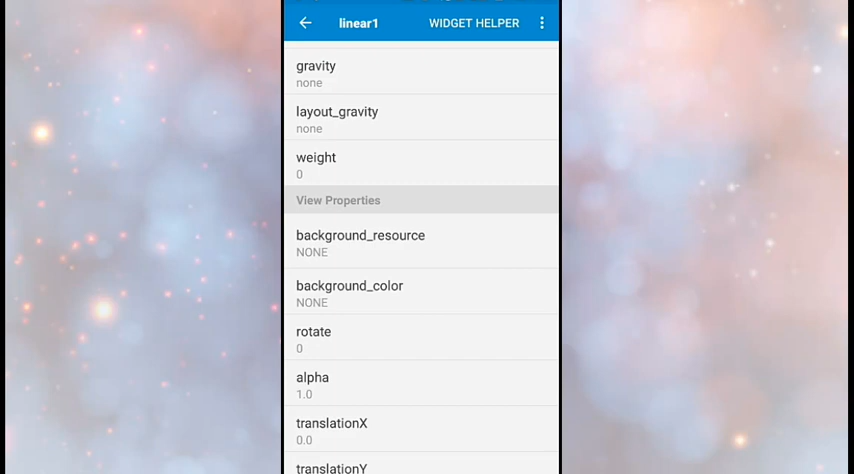 linear1 WIDGET HELPER
gravity
none
layout_gravity
none
weight
0
View Properties
background_resource
NONE
background_color
NONE
rotate
0
alpha
1.0
translationX
0.0
translationY